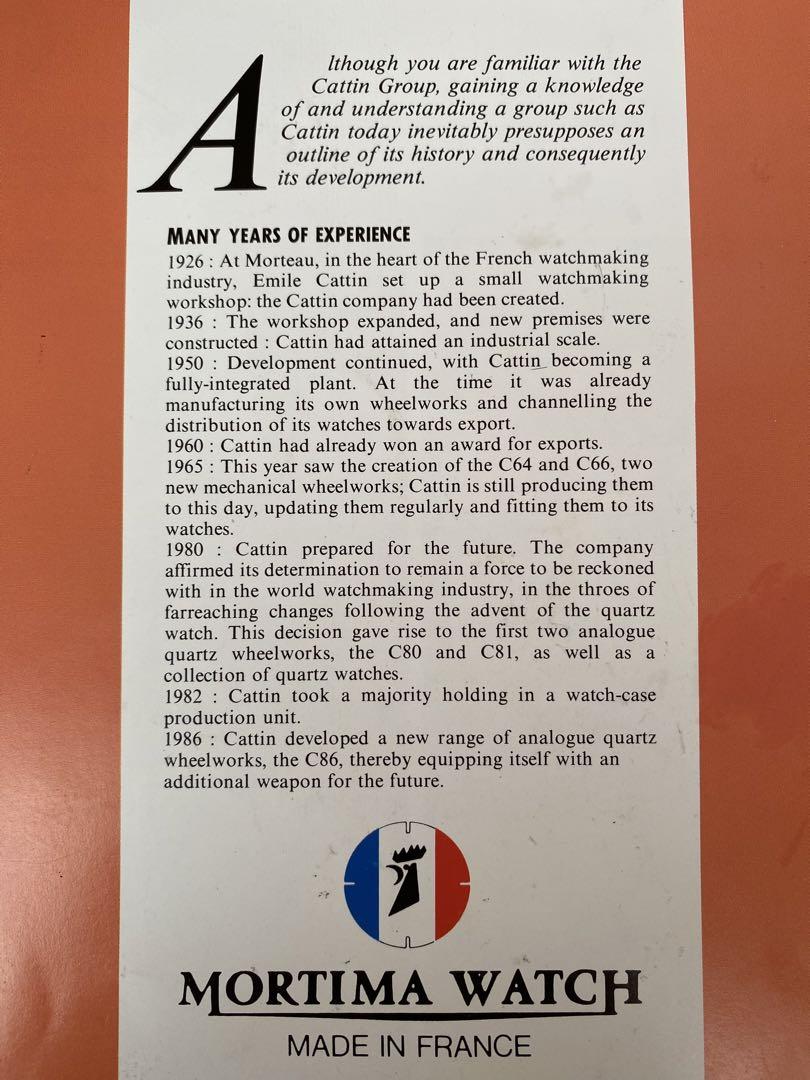 Although you are familiar with the
Cattin Group, gaining a knowledge
of and understanding a group such as
Cattin today inevitably presupposes an
outline of its history and consequently
its development.
MANY YEARS OF EXPERIENCE
1926 : At Morteau, in the heart of the French watchmaking
industry, Emile Cattin set up a small watchmaking
workshop: the Cattin company had been created.
1936 : The workshop expanded, and new premises were
constructed : Cattin had attained an industrial scale.
1950 : Development continued, with Cattin becoming a
fully-integrated plant. At the time it was already
manufacturing its own wheelworks and channelling the
distribution of its watches towards export.
1960 : Cattin had already won an award for exports.
1965 : This year saw the creation of the C64 and C66, two
new mechanical wheelworks; Cattin is still producing them
to this day, updating them regularly and fitting them to its
watches.
1980 : Cattin prepared for the future. The company
affirmed its determination to remain a force to be reckoned
with in the world watchmaking industry, in the throes of
farreaching changes following the advent of the quartz
watch. This decision gave rise to the first two analogue
quartz wheelworks, the C80 and C81, as well as a
collection of quartz watches.
1982 : Cattin took a majority holding in a watch-case
production unit.
1986 : Cattin developed a new range of analogue quartz
wheelworks, the C86, thereby equipping itself with an
additional weapon for the future.
MORTIMA WATCH
MADE IN FRANCE